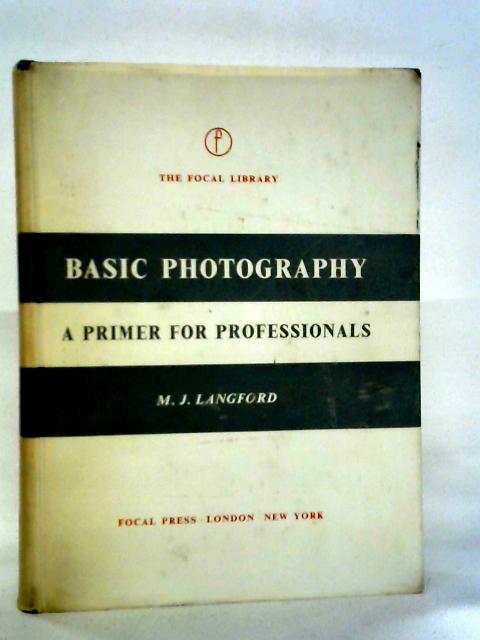 f
THE FOCAL LIBRARY
BASIC PHOTOGRAPHY
A PRIMER FOR PROFESSIONALS
M. J. LANGFORD
FOCAL PRESS · LONDON NEW YORK